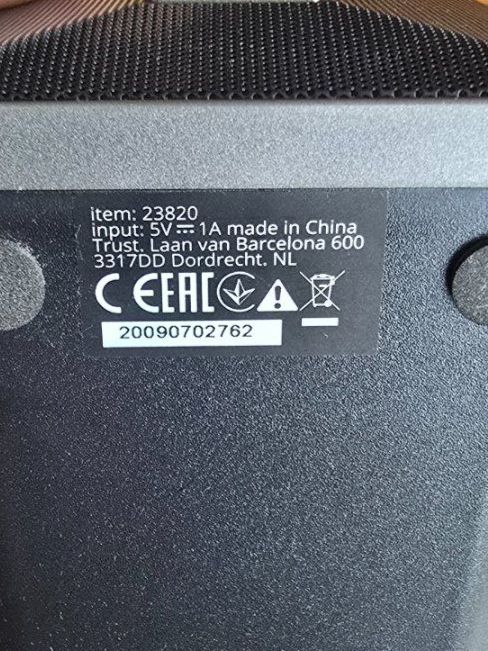 item: 23820
input: 5V⎓1A made in China
Trust. Laan van Barcelona 600
3317DD Dordrecht. NL
CE EAC
20090702762